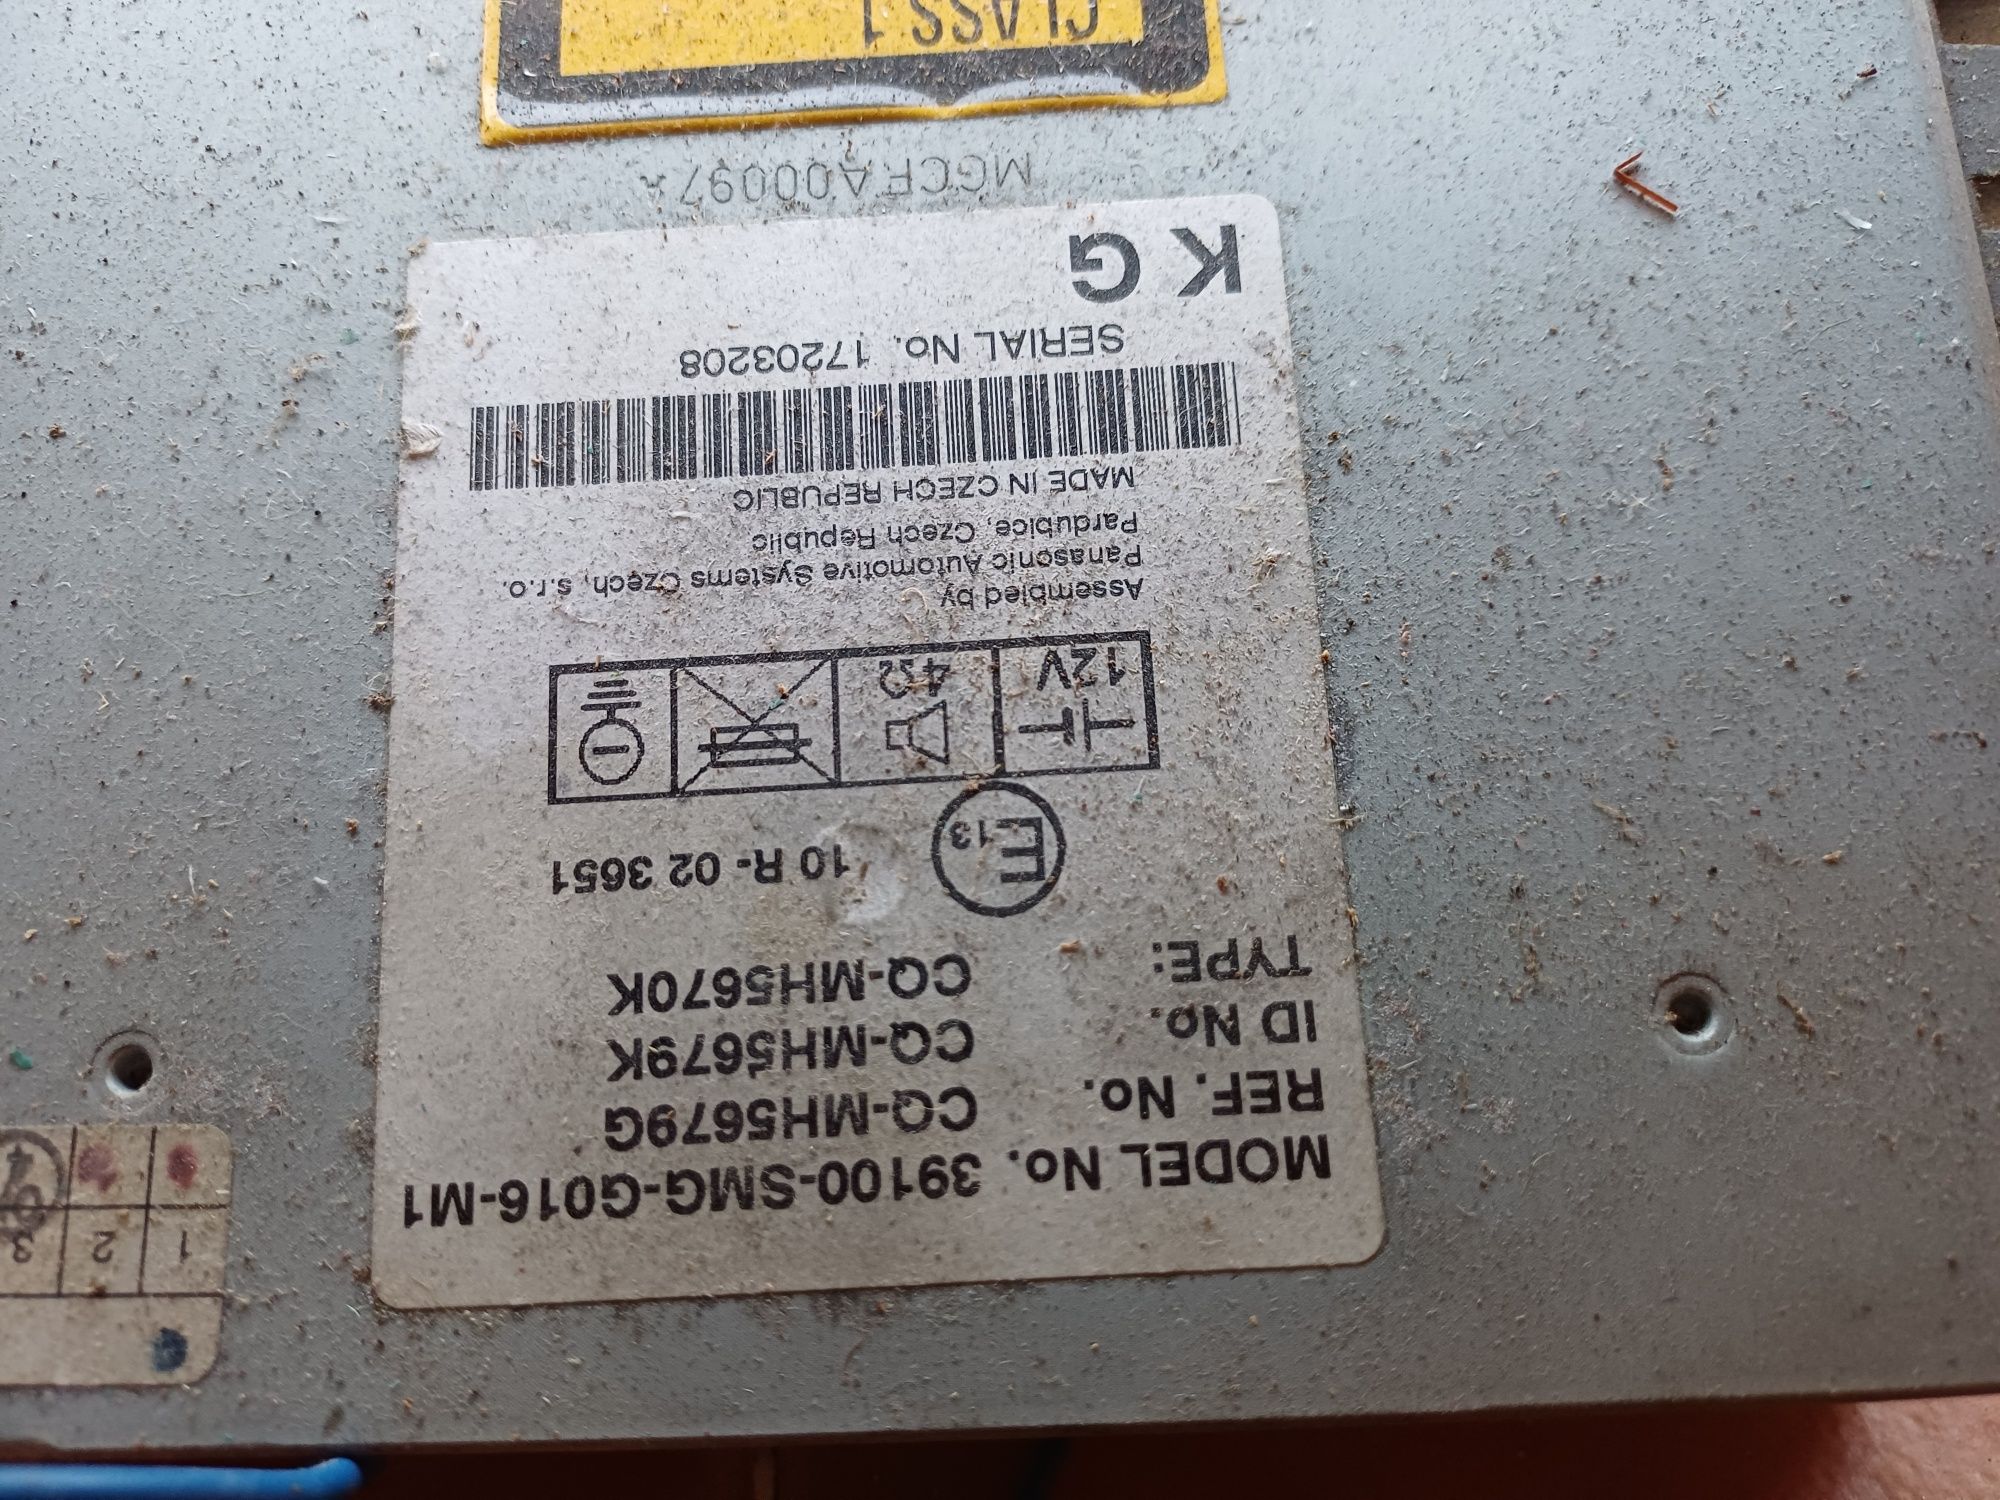 MODEL No. 39100-SMG-G016-M1
REF. No. CQ-MH5679G
ID No. CQ-MH5679K
TYPE: CQ-MH5670K
E13 10 R- 02 3651
12V 4Ω
Assembled by
Panasonic Automotive Systems Czech, s.r.o.
Pardubice, Czech Republic
MADE IN CZECH REPUBLIC
SERIAL No. 17203208
K G
MGCFA00097A
CLASS 1
1 2 3
4